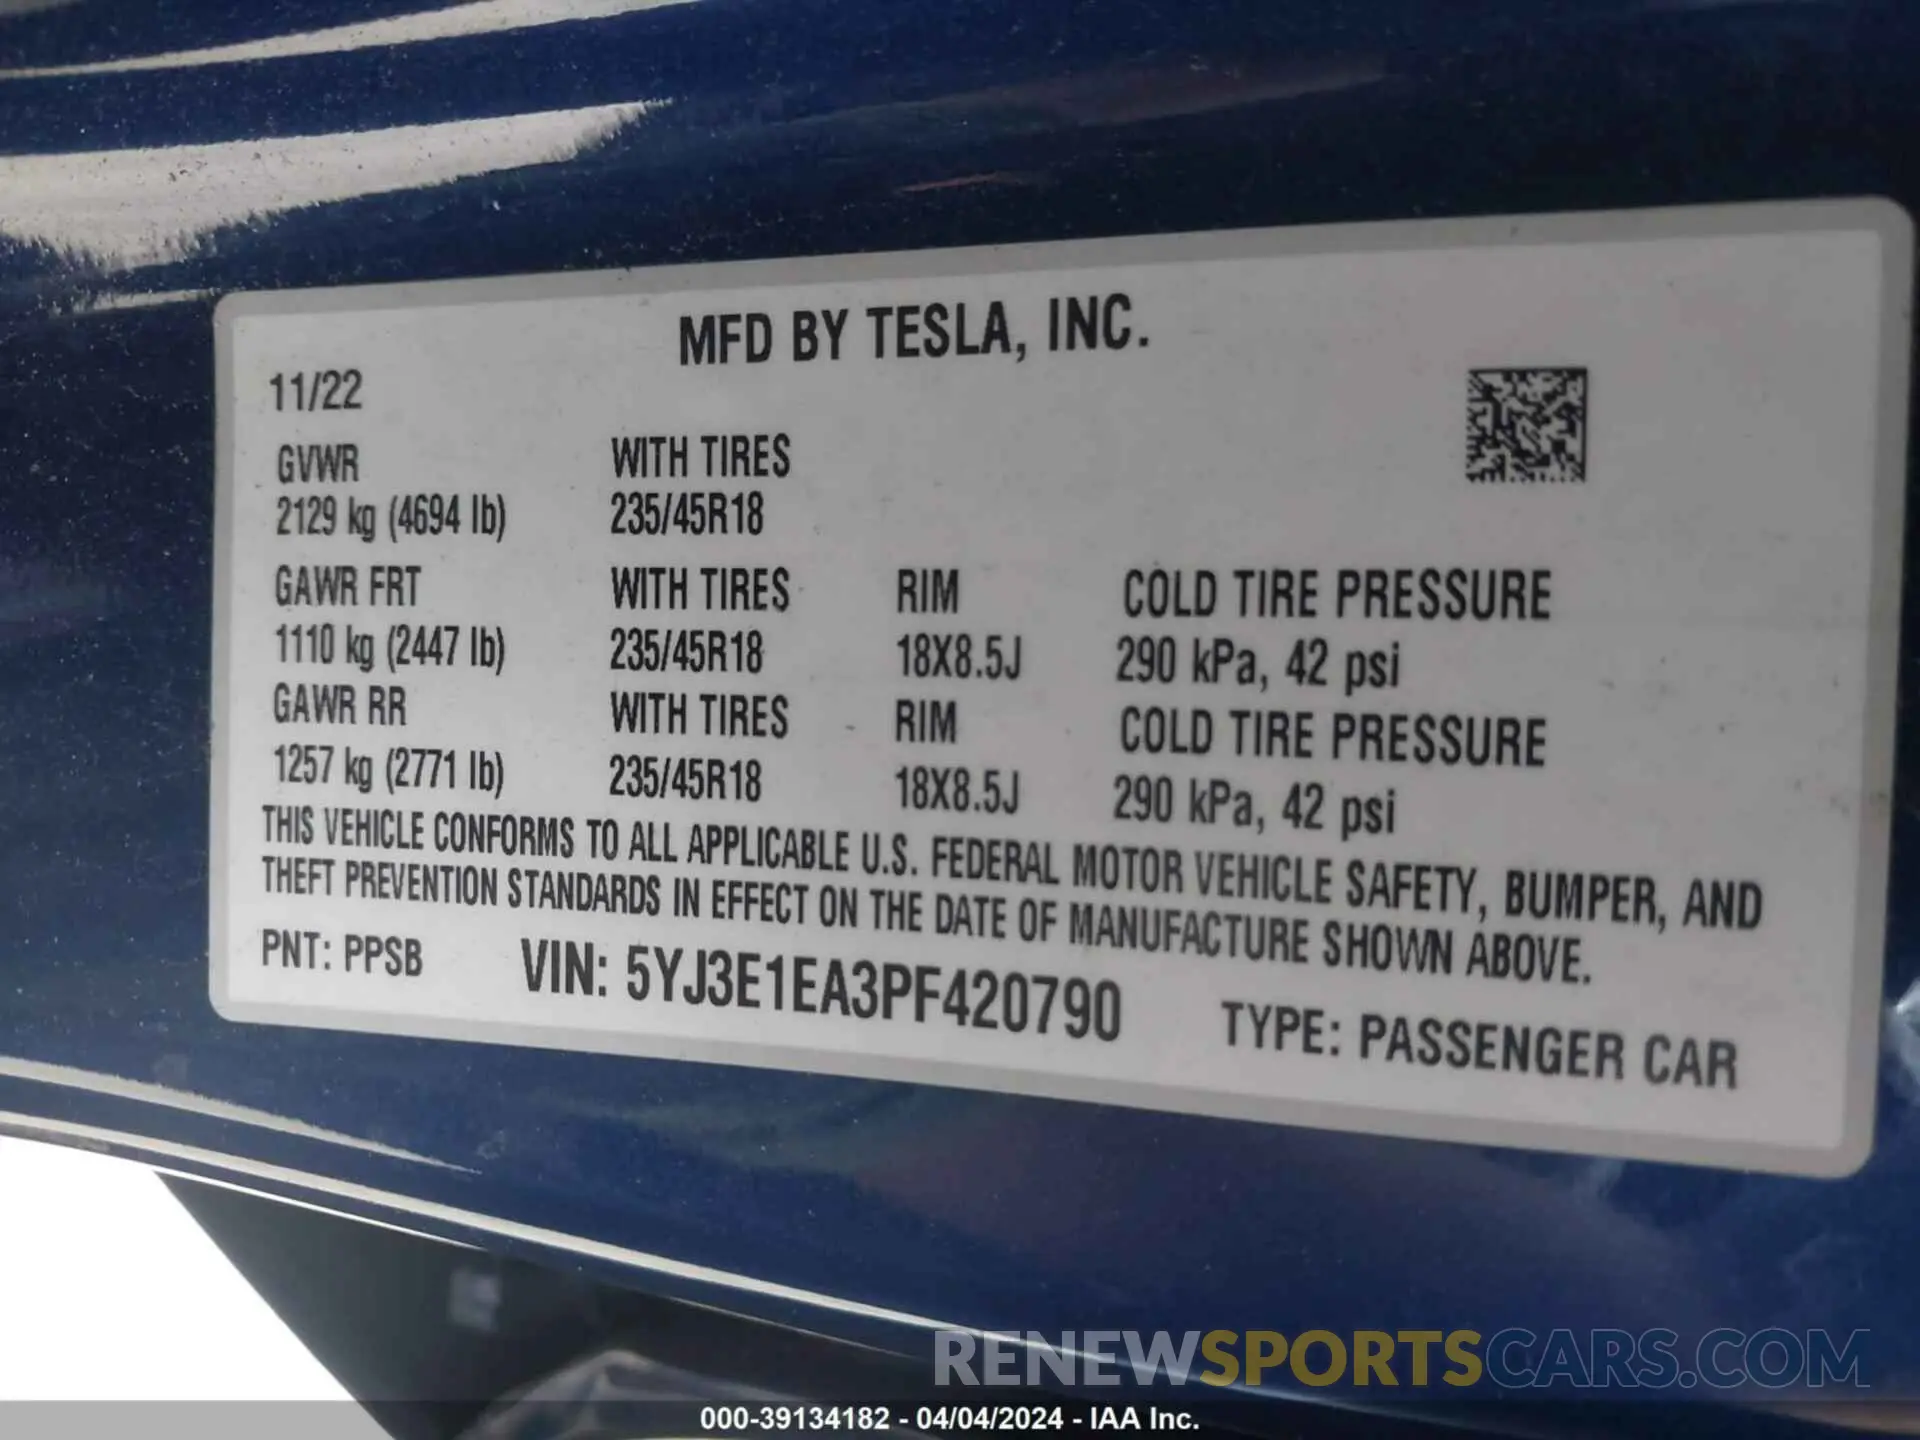 MFD BY TESLA, INC.
11/22
GVWR WITH TIRES
2129 kg (4694 lb) 235/45R18
GAWR FRT WITH TIRES RIM COLD TIRE PRESSURE
1110 kg (2447 lb) 235/45R18 18X8.5J 290 kPa, 42 psi
GAWR RR WITH TIRES RIM COLD TIRE PRESSURE
1257 kg (2771 lb) 235/45R18 18X8.5J 290 kPa, 42 psi
THIS VEHICLE CONFORMS TO ALL APPLICABLE U.S. FEDERAL MOTOR VEHICLE SAFETY, BUMPER, AND
THEFT PREVENTION STANDARDS IN EFFECT ON THE DATE OF MANUFACTURE SHOWN ABOVE.
PNT: PPSB VIN: 5YJ3E1EA3PF420790 TYPE: PASSENGER CAR
RENEWSPORTSCARS.COM
000-39134182 - 04/04/2024 - IAA Inc.